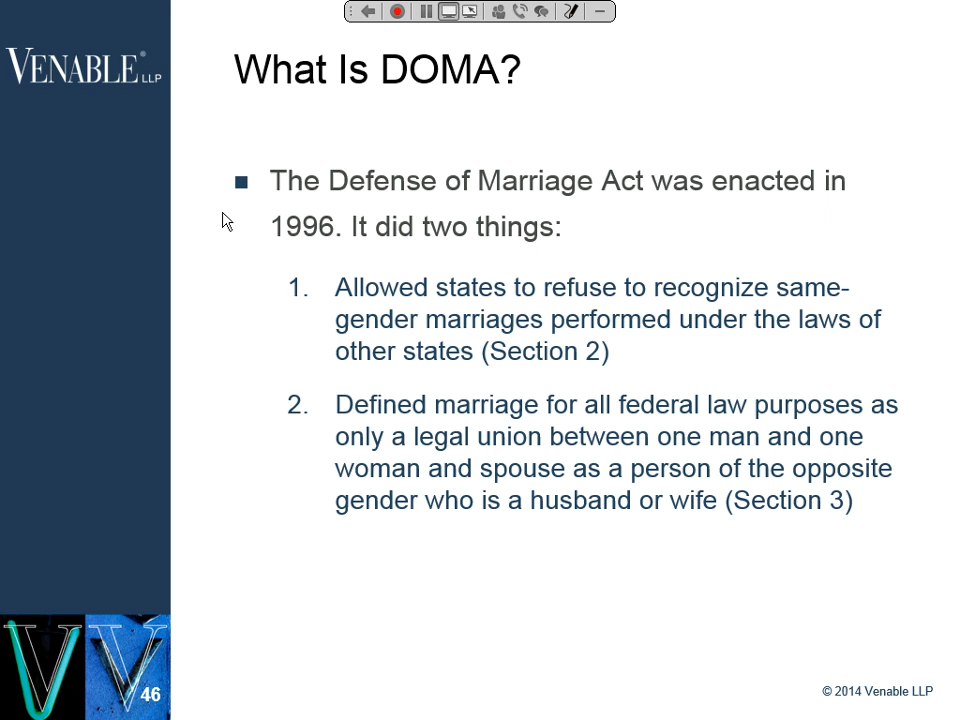 VENABLE® LLP
What Is DOMA?
■ The Defense of Marriage Act was enacted in
1996. It did two things:
1. Allowed states to refuse to recognize same-
gender marriages performed under the laws of
other states (Section 2)
2. Defined marriage for all federal law purposes as
only a legal union between one man and one
woman and spouse as a person of the opposite
gender who is a husband or wife (Section 3)
46
© 2014 Venable LLP